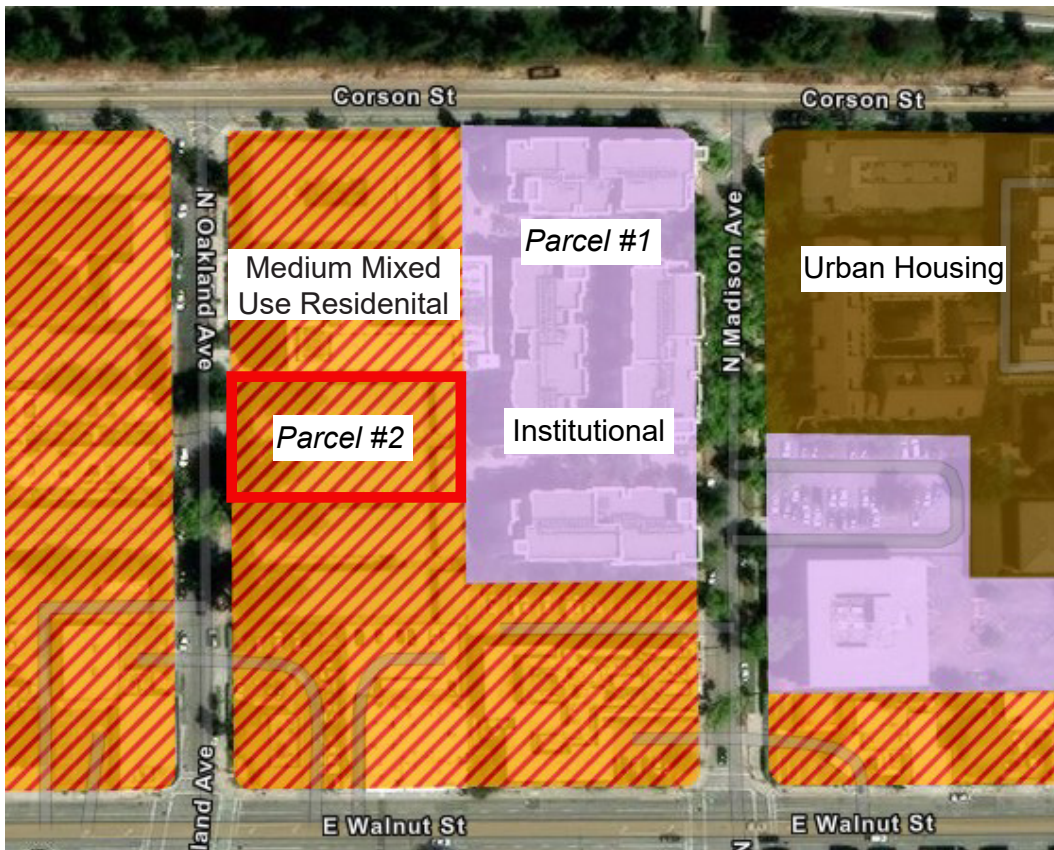 Corson St
Corson St
N Oakland Ave
Parcel #1
N Madison Ave
Medium Mixed
Use Residenital
Urban Housing
Parcel #2
Institutional
land Ave
E Walnut St
E Walnut St
N